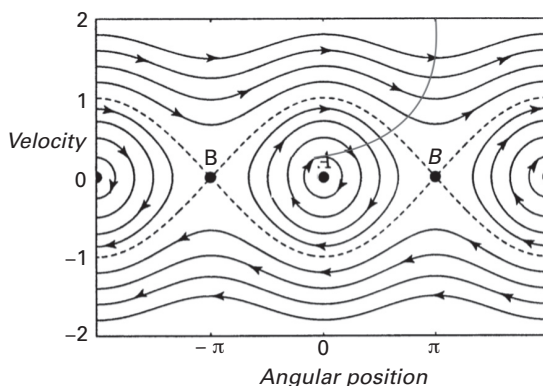 2
1
Velocity
B
A
B
0
−1
−2
− π
0
π
Angular position